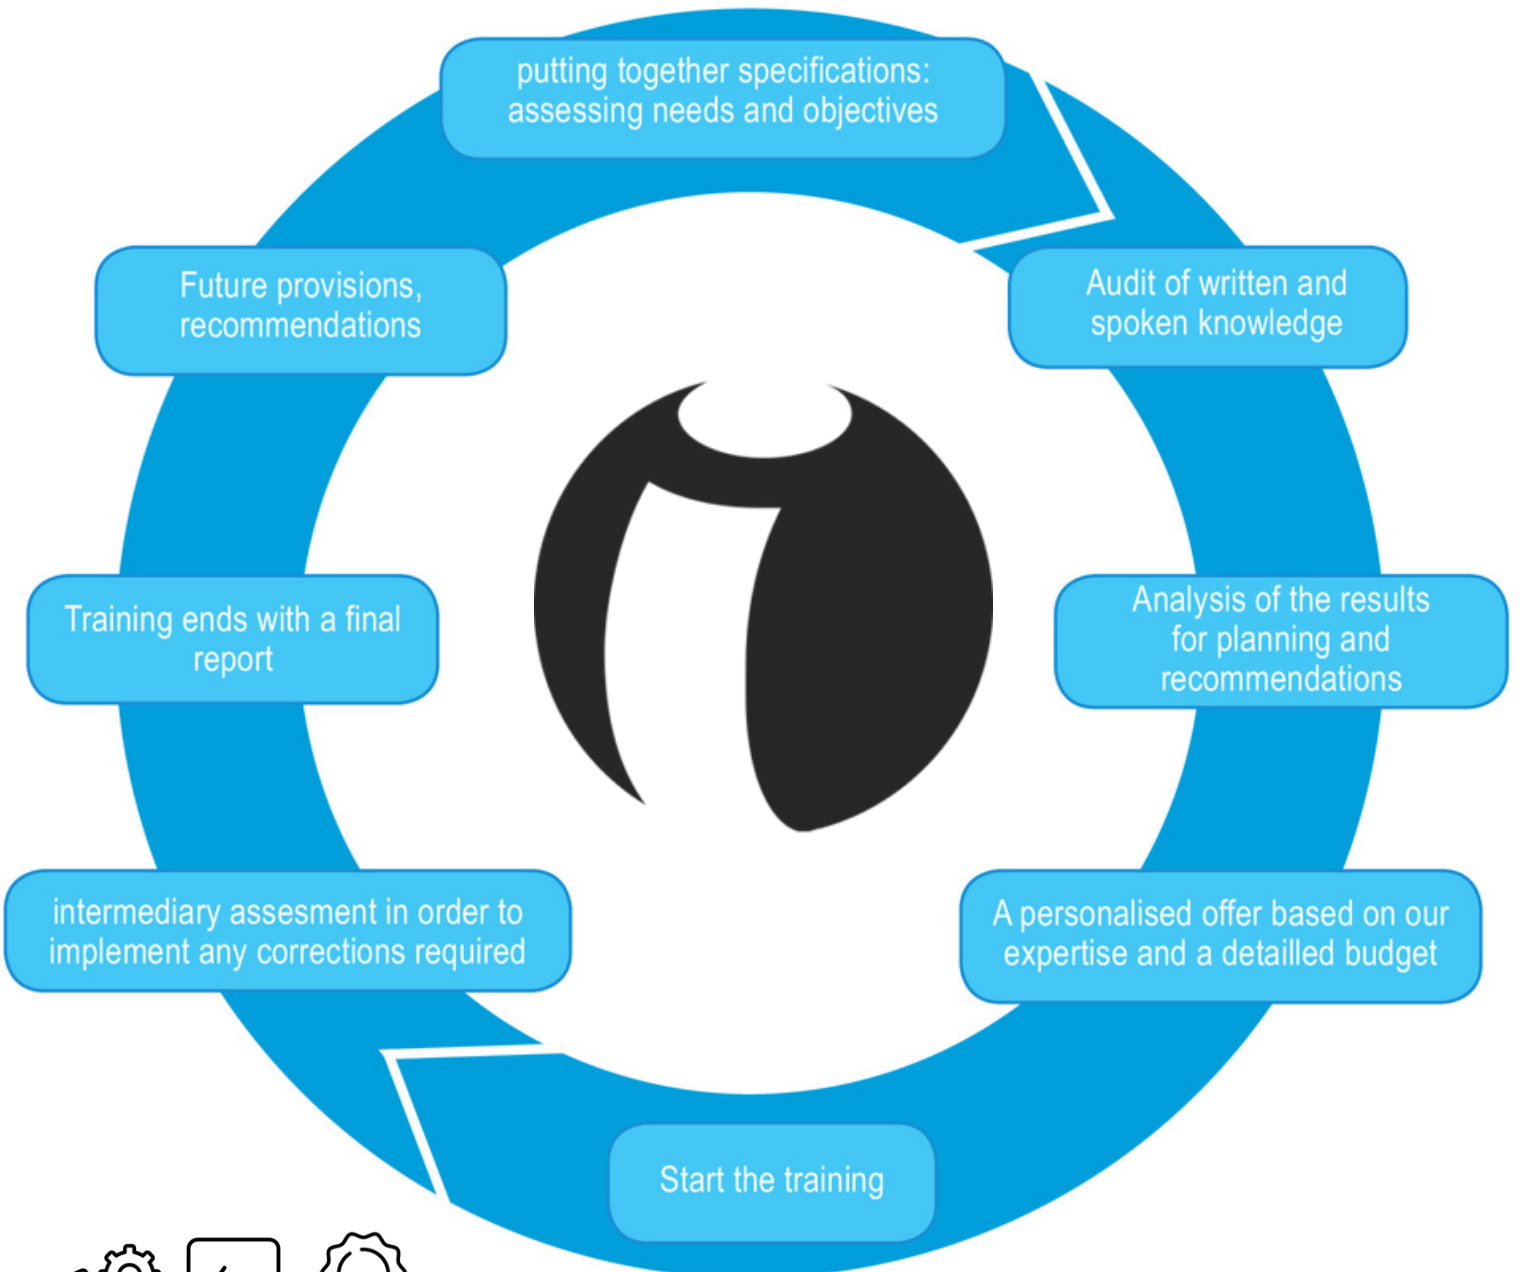 putting together specifications:
assessing needs and objectives
Audit of written and
spoken knowledge
Analysis of the results
for planning and
recommendations
A personalised offer based on our
expertise and a detailled budget
Start the training
intermediary assesment in order to
implement any corrections required
Training ends with a final
report
Future provisions,
recommendations